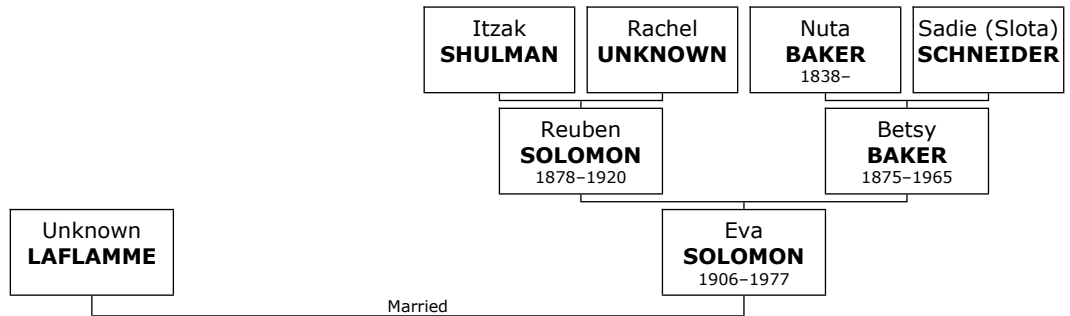 Itzak
SHULMAN
Rachel
UNKNOWN
Nuta
BAKER
1838–
Sadie (Slota)
SCHNEIDER
Reuben
SOLOMON
1878–1920
Betsy
BAKER
1875–1965
Unknown
LAFLAMME
Eva
SOLOMON
1906–1977
Married